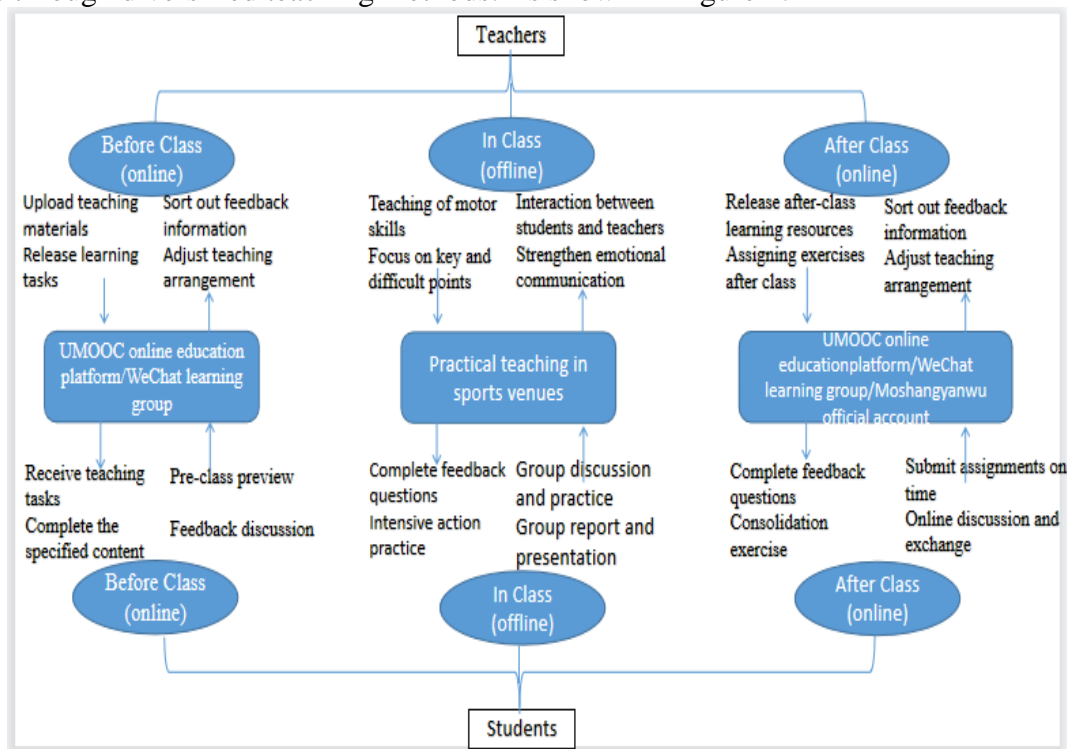 Teachers
Before Class
(online)
In Class
(offline)
After Class
(online)
Upload teaching
materials
Release learning
tasks
Sort out feedback
information
Adjust teaching
arrangement
Teaching of motor
skills
Focus on key and
difficult points
Interaction between
students and teachers
Strengthen emotional
communication
Release after-class
learning resources
Assigning exercises
after class
Sort out feedback
information
Adjust teaching
arrangement
UMOOC online education
platform/WeChat learning
group
Practical teaching in
sports venues
UMOOC online
educationplatform/WeChat
learning group/Moshangyanwu
official account
Receive teaching
tasks
Complete the
specified content
Pre-class preview
Feedback discussion
Complete feedback
questions
Intensive action
practice
Group discussion
and practice
Group report and
presentation
Complete feedback
questions
Consolidation
exercise
Submit assignments on
time
Online discussion and
exchange
Before Class
(online)
In Class
(offline)
After Class
(online)
Students